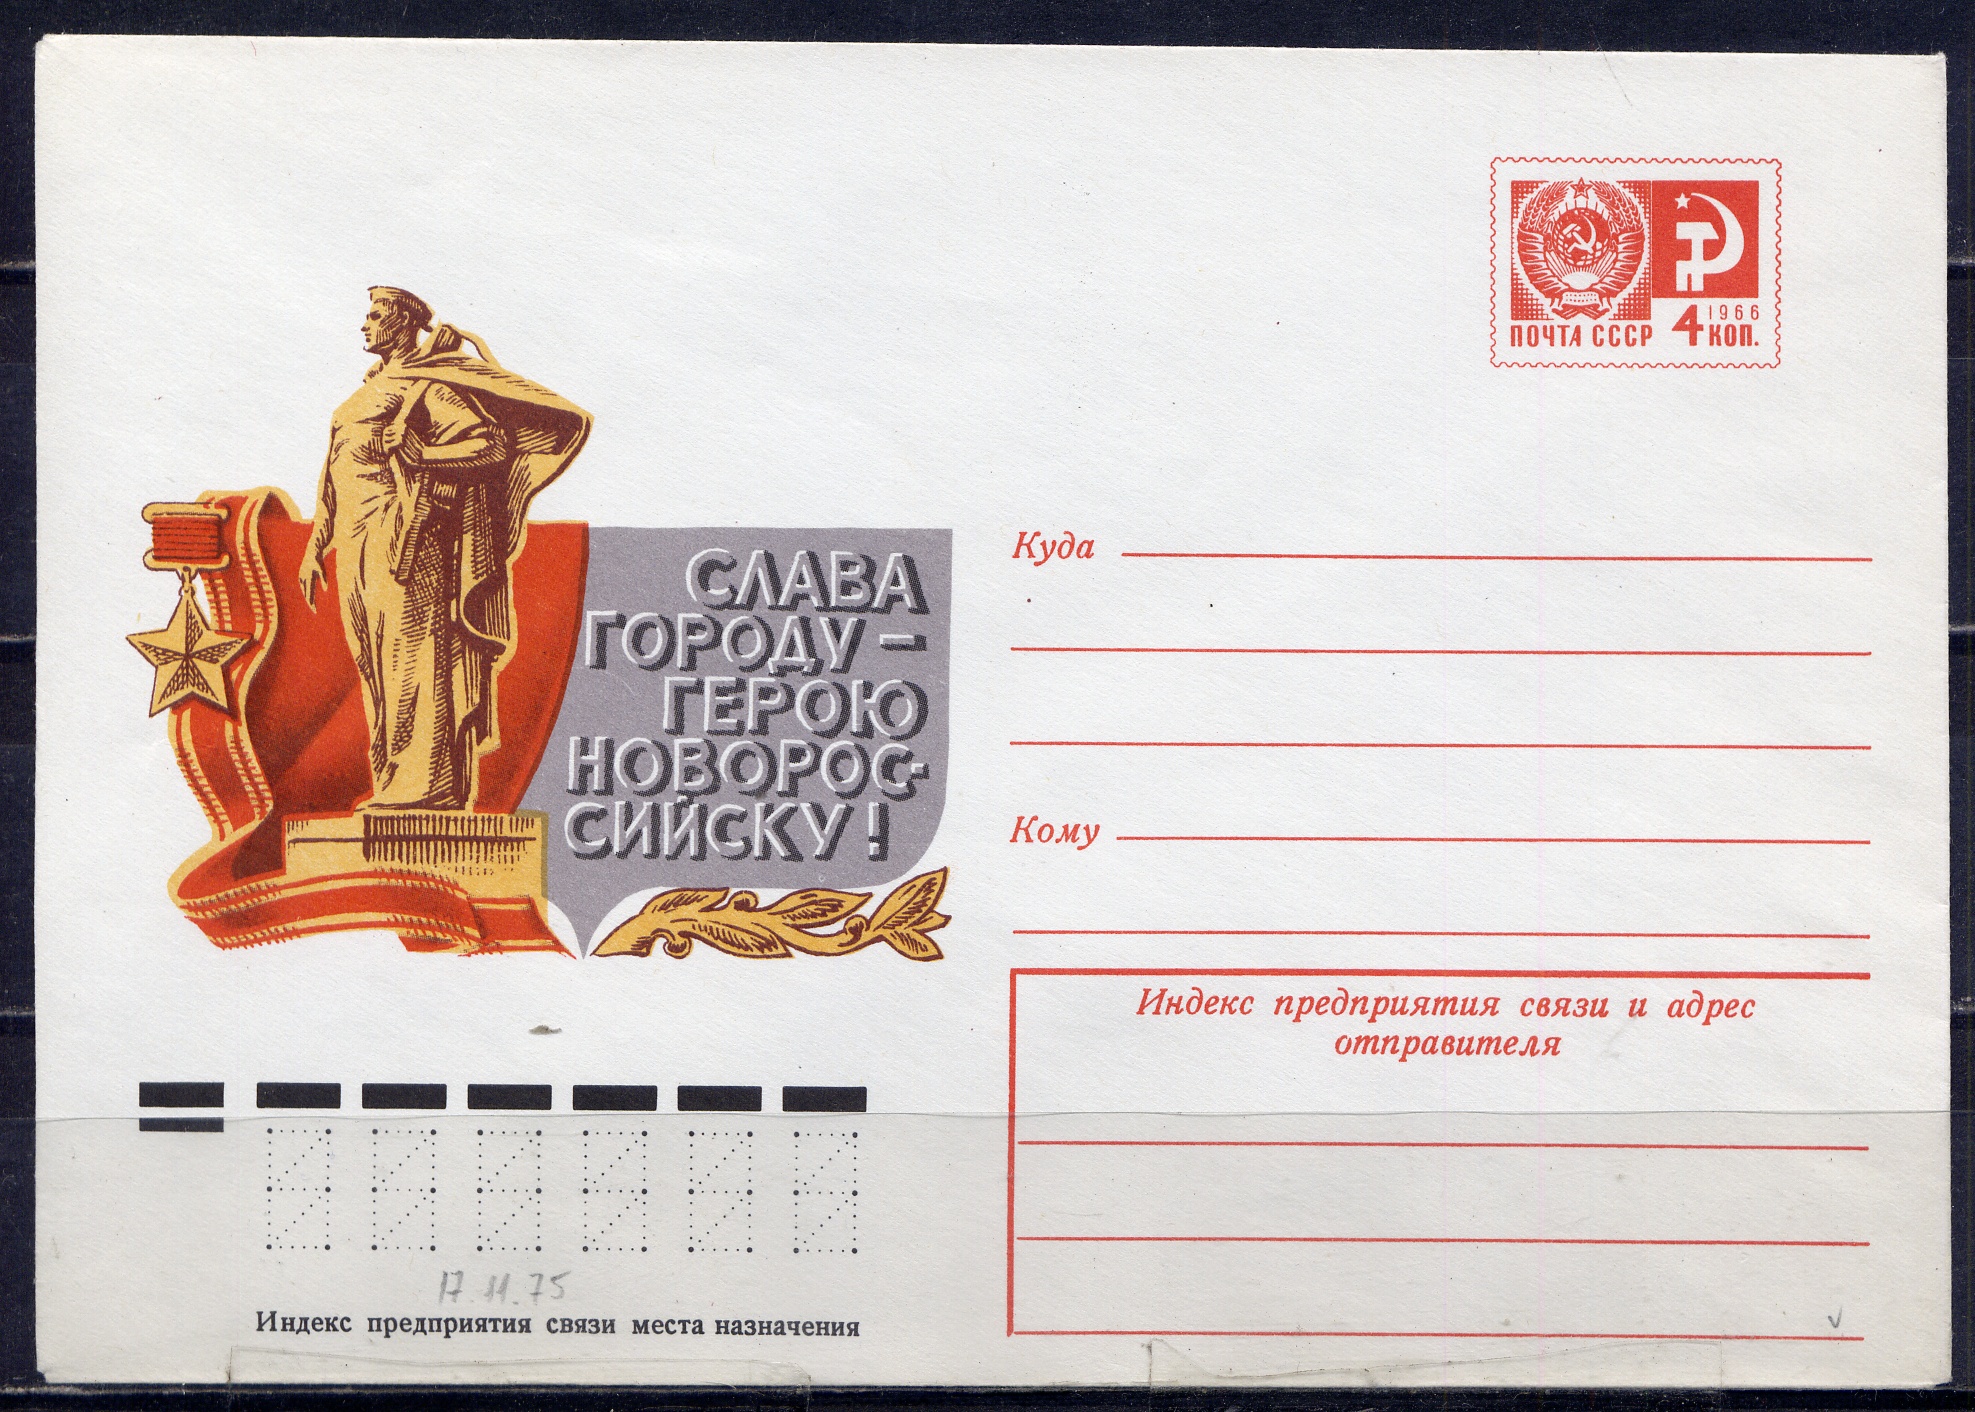 1966
ПОЧТА СССР 4 КОП.
СЛАВА
ГОРОДУ –
ГЕРОЮ
НОВОРОС-
СИЙСКУ!
Куда
Кому
Индекс предприятия связи и адрес
отправителя
17.11.75
Индекс предприятия связи места назначения